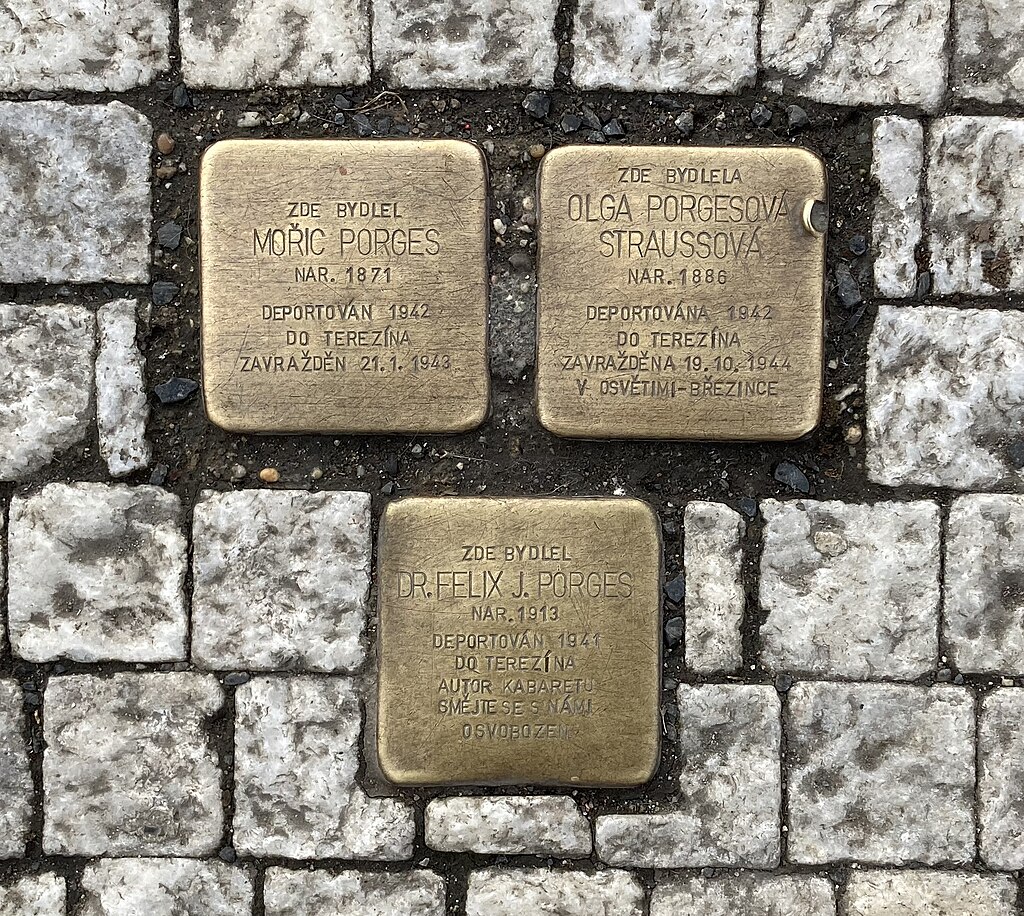 ZDE BYDLEL
MOŘIC PORGES
NAR. 1871
DEPORTOVÁN 1942
DO TEREZÍNA
ZAVRAŽDĚN 21.1.1943
ZDE BYDLELA
OLGA PORGESOVÁ
STRAUSSOVÁ
NAR. 1886
DEPORTOVÁNA 1942
DO TEREZÍNA
ZAVRAŽDĚNA 19.10.1944
V OSVĚTIMI-BŘEZINCE
ZDE BYDLEL
DR. FELIX J. PORGES
NAR. 1913
DEPORTOVÁN 1941
DO TEREZÍNA
AUTOR KABARETU
SMĚJTE SE S NÁMI
OSVOBOZEN